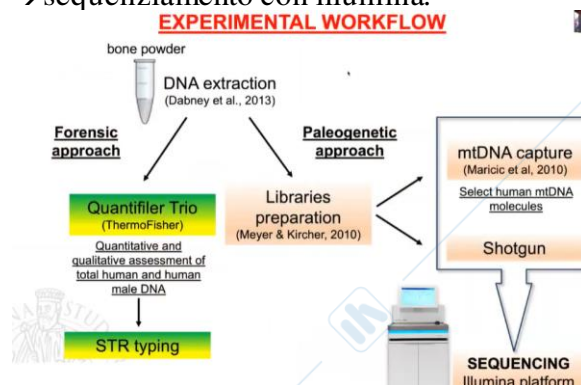 sequenziamento con Illumina.
EXPERIMENTAL WORKFLOW
bone powder
DNA extraction
(Dabney et al., 2013)
Forensic
approach
Paleogenetic
approach
Quantifiler Trio
(ThermoFisher)
Quantitative and
qualitative assessment of
total human and human
male DNA
STR typing
Libraries
preparation
(Meyer & Kircher, 2010)
mtDNA capture
(Maricic et al, 2010)
Select human mtDNA
molecules
Shotgun
SEQUENCING
Illumina platform